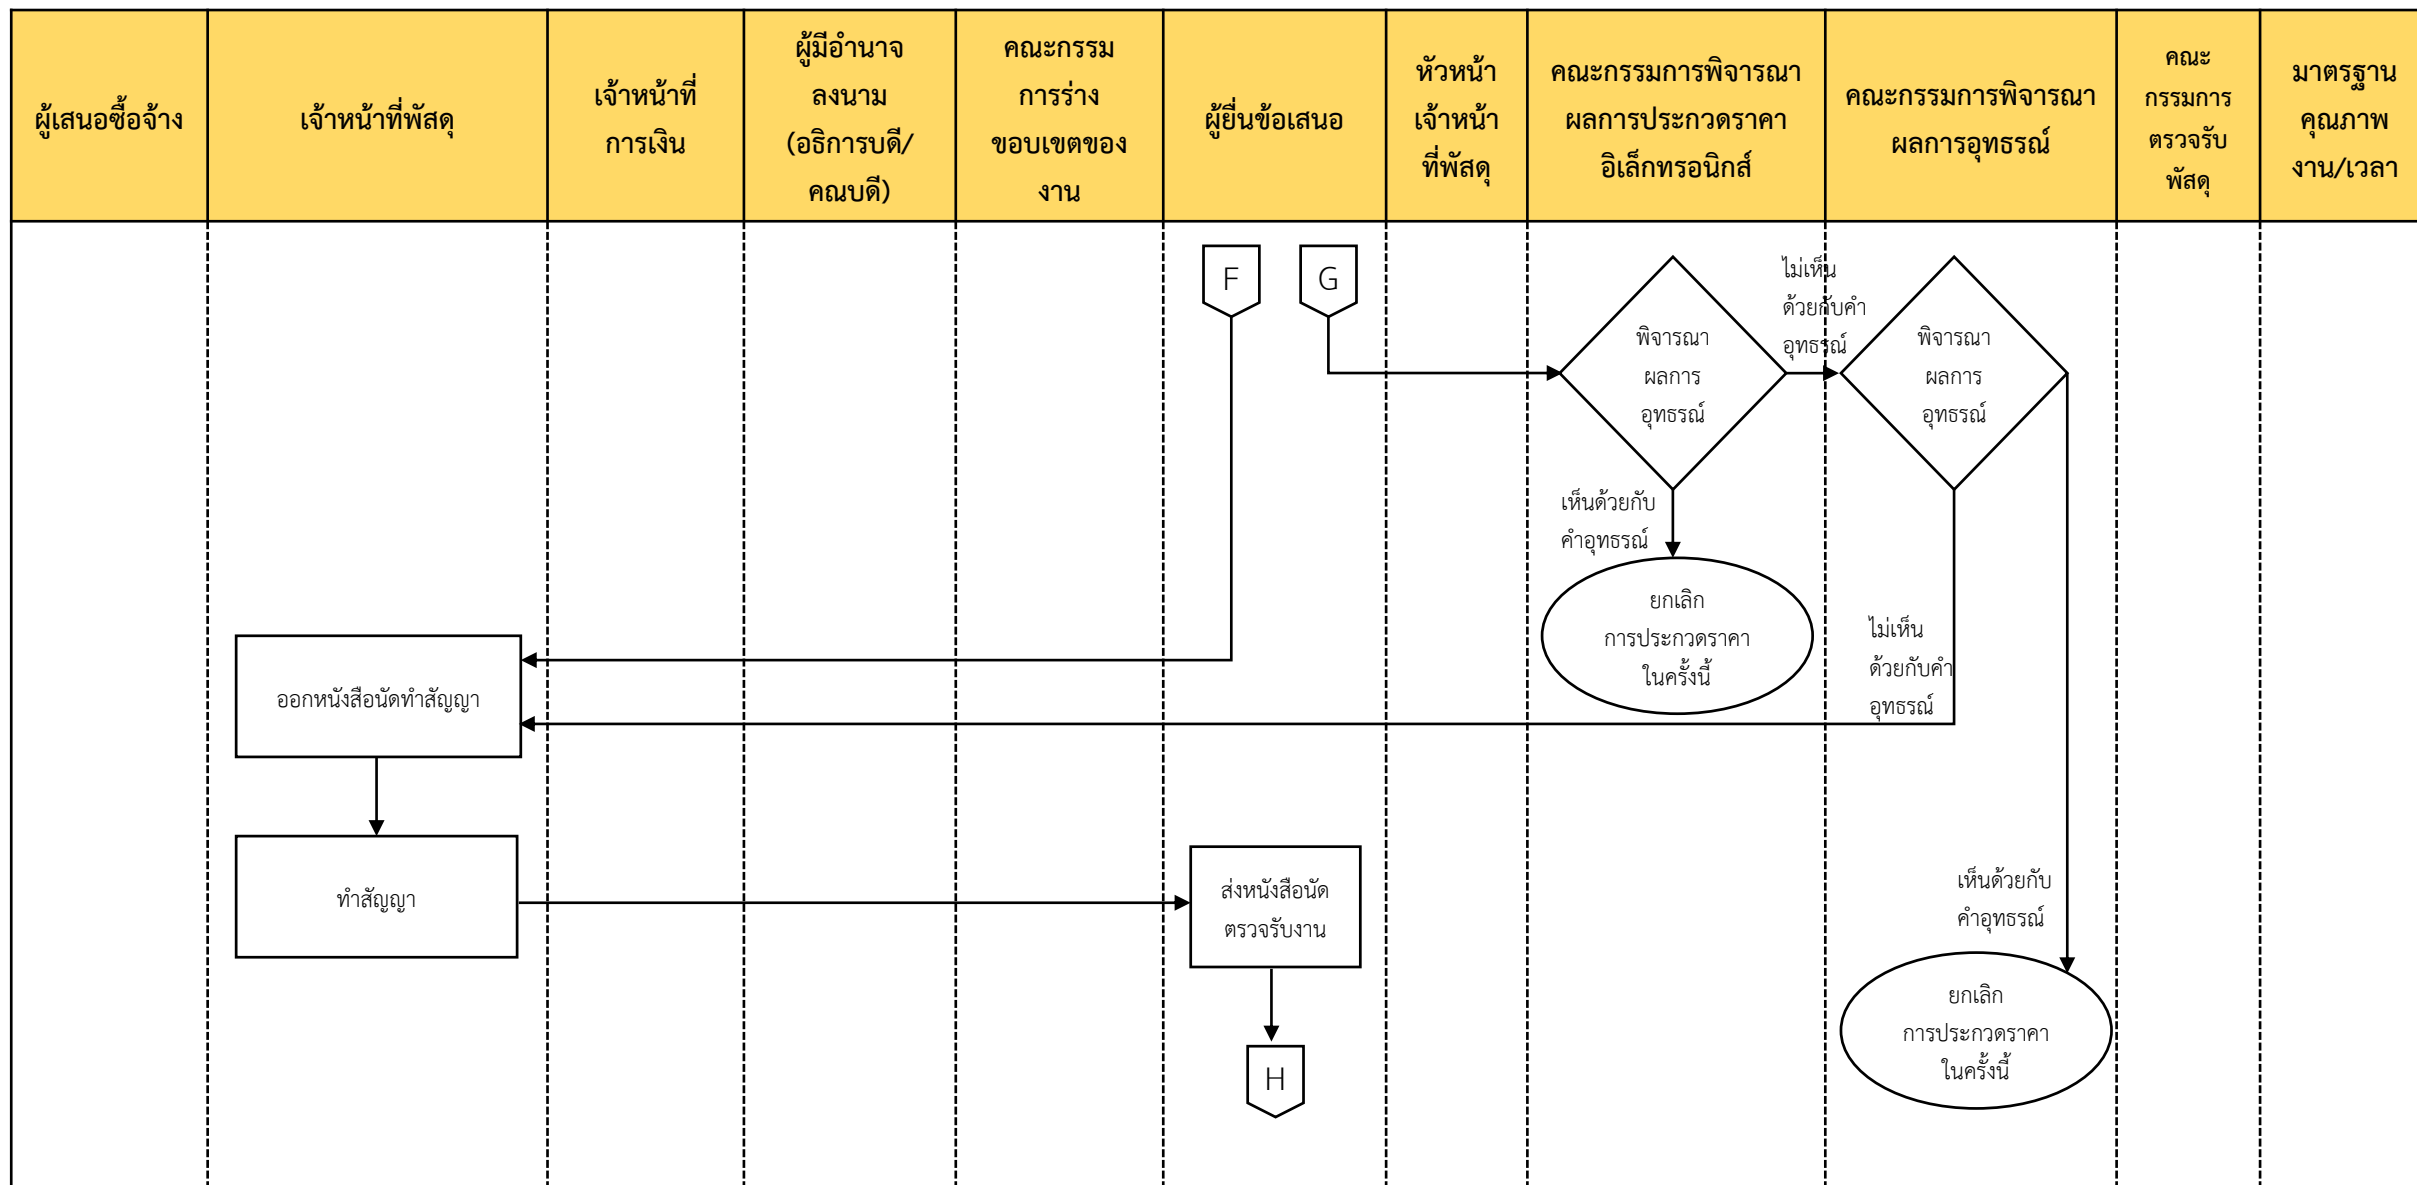 ผู้เสนอซื้อจ้าง
เจ้าหน้าที่พัสดุ
เจ้าหน้าที่
การเงิน
ผู้มีอำนาจ
ลงนาม
(อธิการบดี/
คณบดี)
คณะกรรม
การร่าง
ขอบเขตของ
งาน
ผู้ยื่นข้อเสนอ
หัวหน้า
เจ้าหน้า
ที่พัสดุ
คณะกรรมการพิจารณา
ผลการประกวดราคา
อิเล็กทรอนิกส์
คณะกรรมการพิจารณา
ผลการอุทธรณ์
คณะ
กรรมการ
ตรวจรับ
พัสดุ
มาตรฐาน
คุณภาพ
งาน/เวลา
F
G
พิจารณา
ผลการ
อุทธรณ์
ไม่เห็น
ด้วยกับคำ
อุทธรณ์
พิจารณา
ผลการ
อุทธรณ์
เห็นด้วยกับ
คำอุทธรณ์
ยกเลิก
การประกวดราคา
ในครั้งนี้
ไม่เห็น
ด้วยกับคำ
อุทธรณ์
ออกหนังสือนัดทำสัญญา
ทำสัญญา
ส่งหนังสือนัด
ตรวจรับงาน
เห็นด้วยกับ
คำอุทธรณ์
ยกเลิก
การประกวดราคา
ในครั้งนี้
H